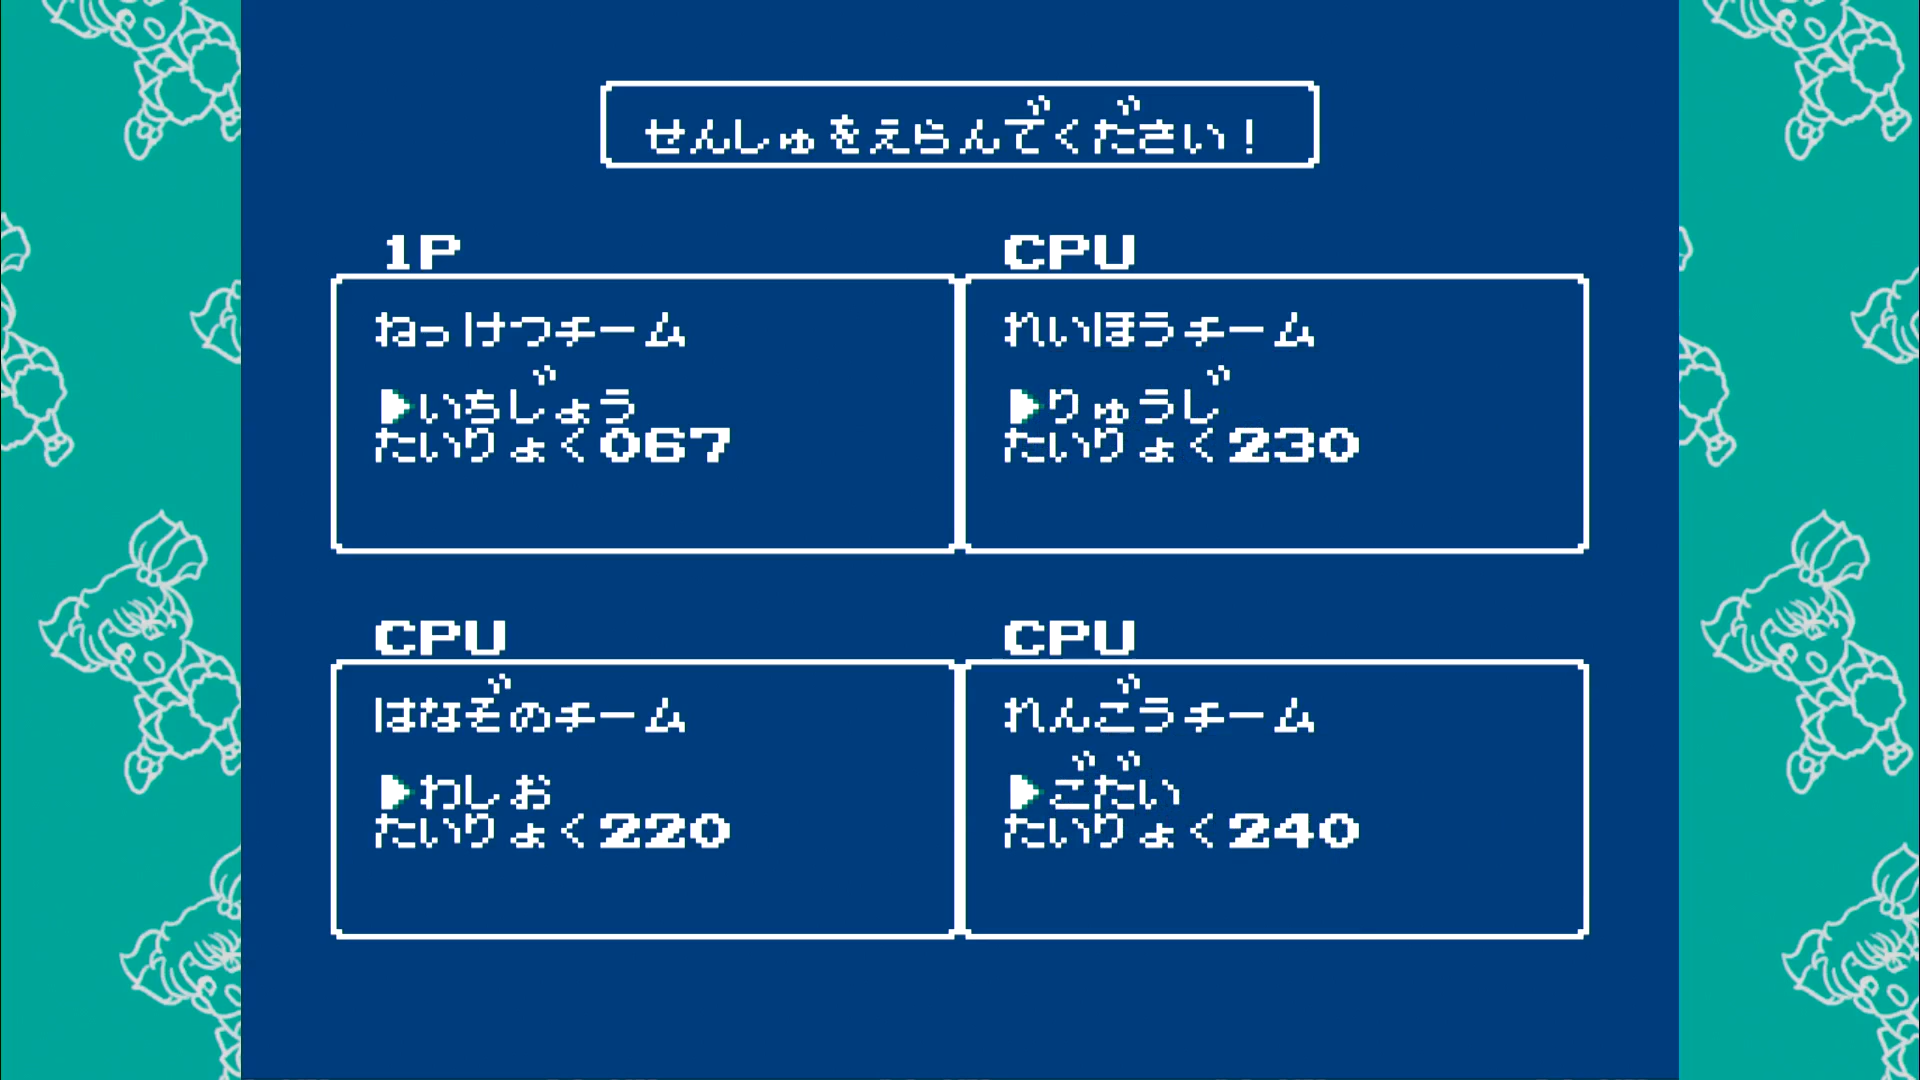 せんしゅをえらんでください!
1P
ねっけつチーム
▶いちじょう
たいりょく067
CPU
れいほうチーム
▶りゅうじ
たいりょく230
CPU
はなぞのチーム
▶わしお
たいりょく220
CPU
れんごうチーム
▶ごだい
たいりょく240